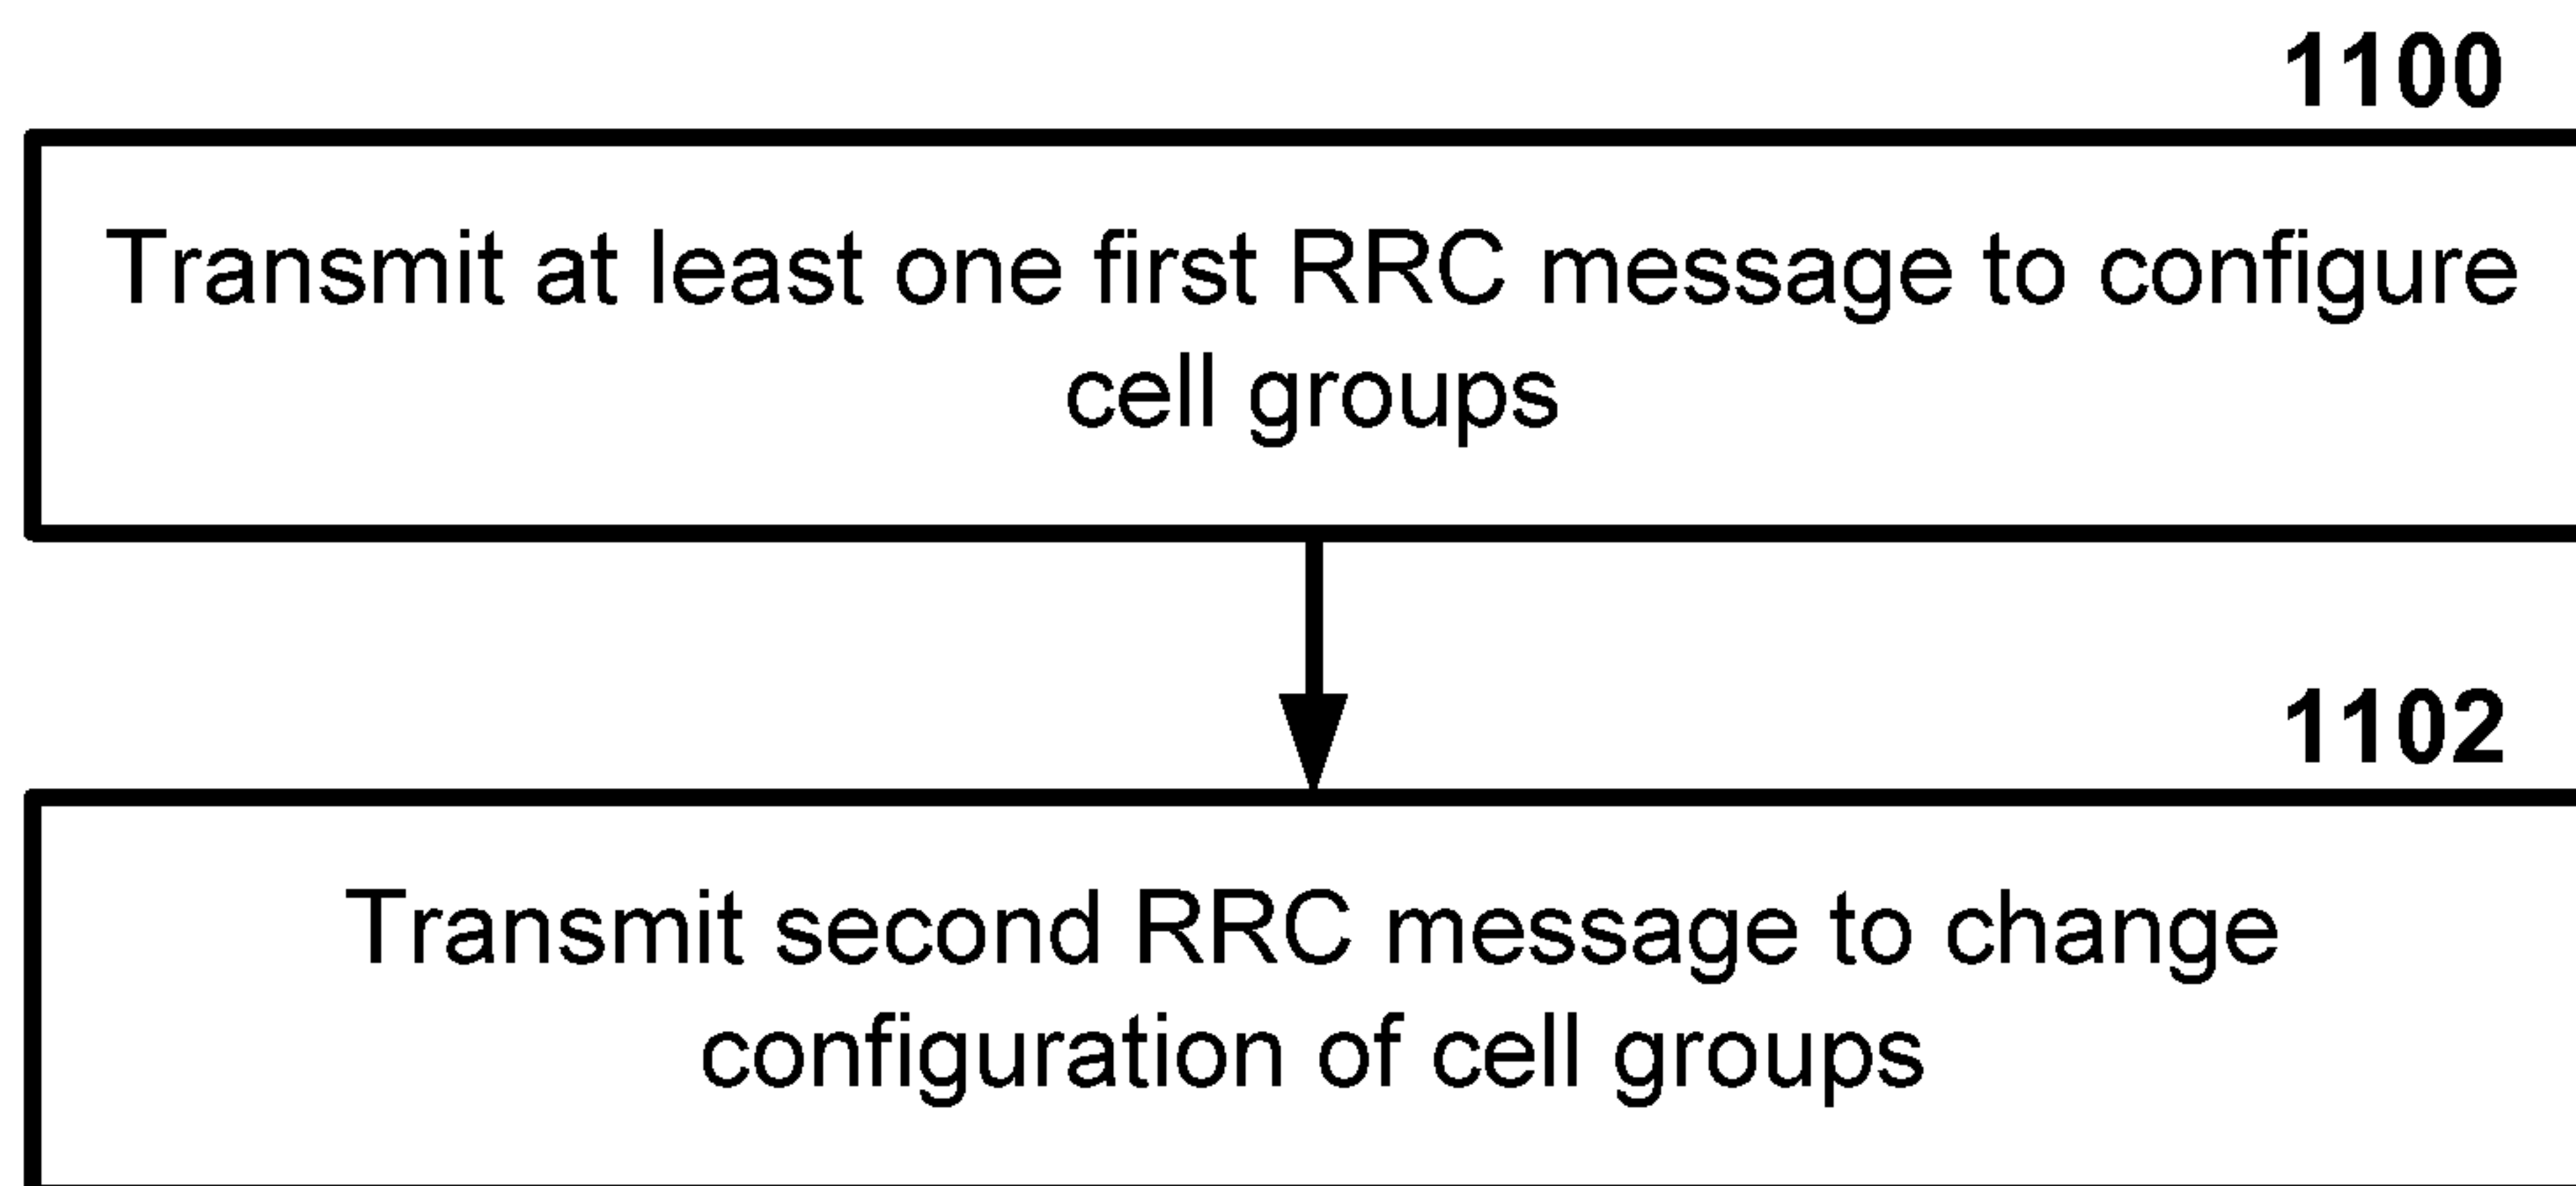 1100
Transmit at least one first RRC message to configure
cell groups
1102
Transmit second RRC message to change
configuration of cell groups